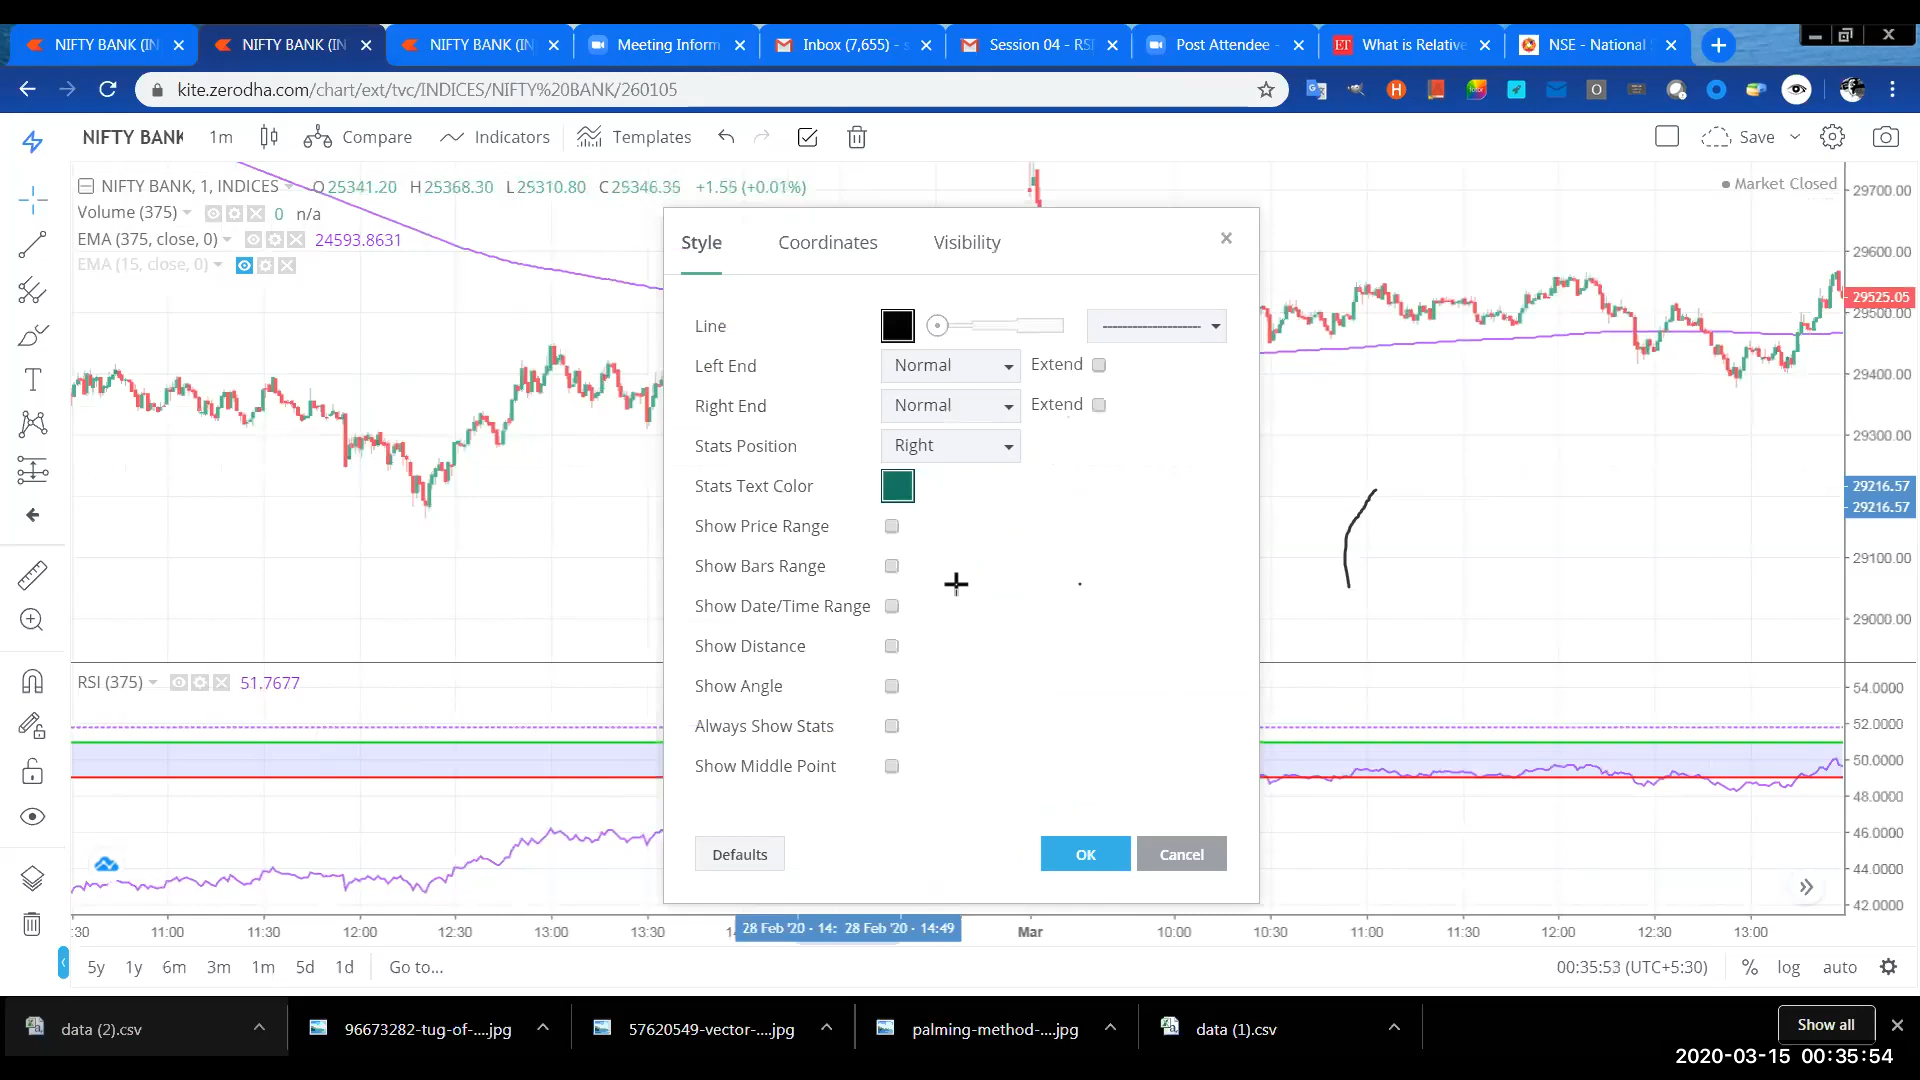 NIFTY BANK (IN
NIFTY BANK (IN
NIFTY BANK (IN
Meeting Inform
Inbox (7,655) - s
Session 04 - RSI
Post Attendee -
ET What is Relative
NSE - National
kite.zerodha.com/chart/ext/tvc/INDICES/NIFTY%20BANK/260105
NIFTY BANK 1m Compare Indicators Templates Save
NIFTY BANK, 1, INDICES O25341.20 H25368.30 L25310.80 C25346.35 +1.55 (+0.01%)
Market Closed
Volume (375) 0 n/a
EMA (375, close, 0) 24593.8631
EMA (15, close, 0)
Style Coordinates Visibility
Line
Left End Normal Extend
Right End Normal Extend
Stats Position Right
Stats Text Color
Show Price Range
Show Bars Range
Show Date/Time Range
Show Distance
Show Angle
Always Show Stats
Show Middle Point
Defaults OK Cancel
29700.00
29600.00
29525.05
29500.00
29400.00
29300.00
29216.57
29216.57
29100.00
29000.00
RSI (375) 51.7677
54.0000
52.0000
50.0000
48.0000
46.0000
44.0000
42.0000
:30 11:00 11:30 12:00 12:30 13:00 13:30 28 Feb '20 - 14: 28 Feb '20 - 14:49 Mar 10:00 10:30 11:00 11:30 12:00 12:30 13:00
5y 1y 6m 3m 1m 5d 1d Go to... 00:35:53 (UTC+5:30) % log auto
data (2).csv 96673282-tug-of-....jpg 57620549-vector-....jpg palming-method-....jpg data (1).csv Show all
2020-03-15 00:35:54